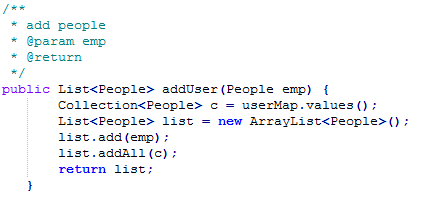 /**
 * add people
 * @param emp
 * @return
 */
public List<People> addUser(People emp) {
        Collection<People> c = userMap.values();
        List<People> list = new ArrayList<People>();
        list.add(emp);
        list.addAll(c);
        return list;
    }